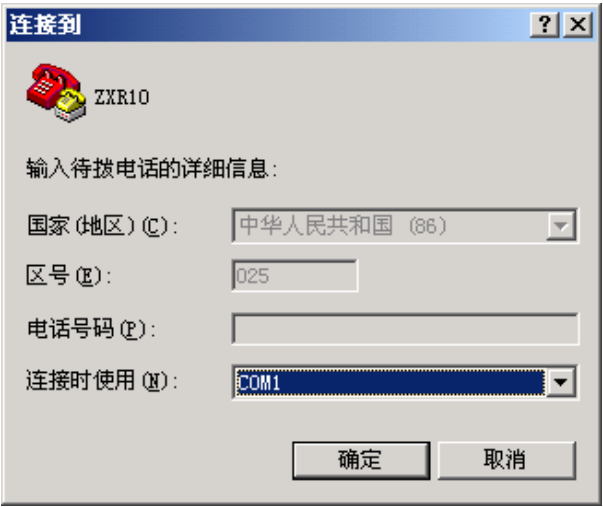 连接到
ZXR10
输入待拨电话的详细信息:
国家(地区)(C): 中华人民共和国 (86)
区号(E): 025
电话号码(P):
连接时使用(N): COM1
确定 取消